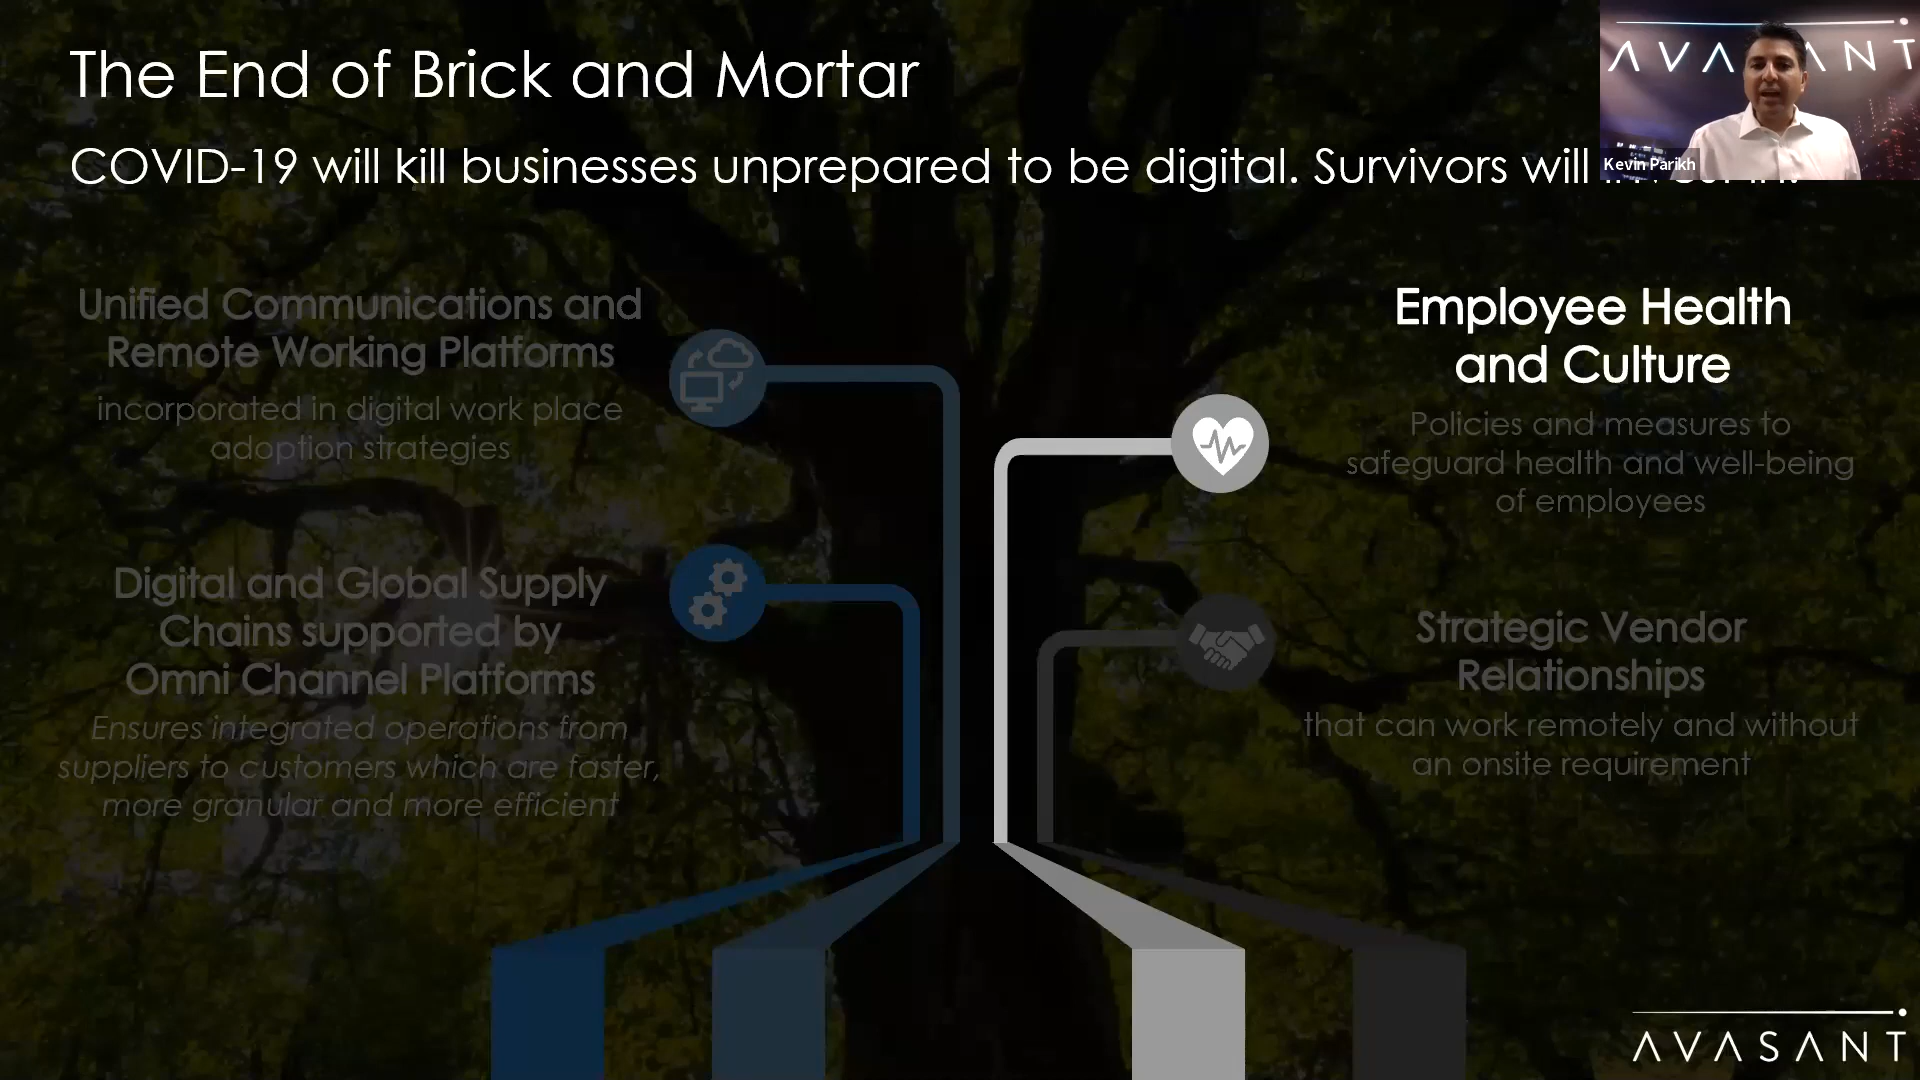 The End of Brick and Mortar
COVID-19 will kill businesses unprepared to be digital. Survivors will
AVASANT
Kevin Parikh
Unified Communications and
Remote Working Platforms
incorporated in digital work place
adoption strategies
Digital and Global Supply
Chains supported by
Omni Channel Platforms
Ensures integrated operations from
suppliers to customers which are faster,
more granular and more efficient
Employee Health
and Culture
Policies and measures to
safeguard health and well-being
of employees
Strategic Vendor
Relationships
that can work remotely and without
an onsite requirement
AVASANT